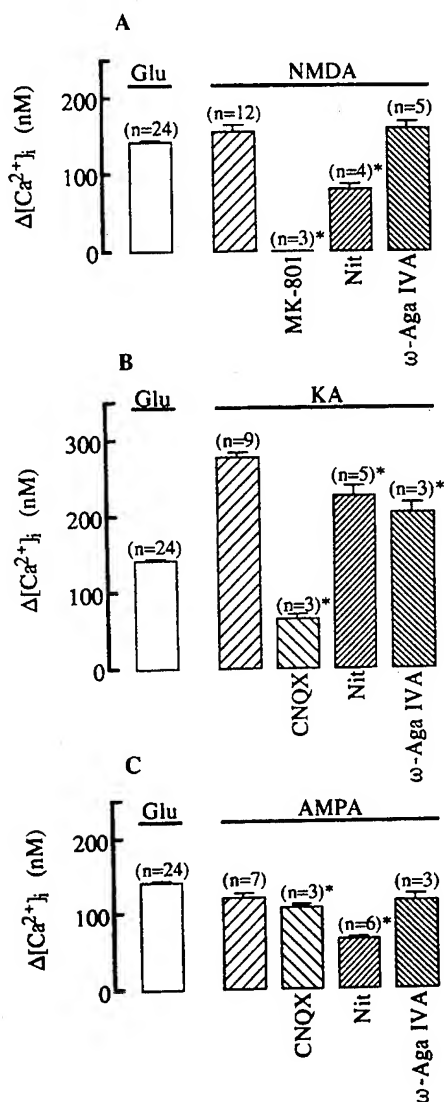 A
Glu NMDA
Δ[Ca²⁺]ᵢ (nM)
200
100
0
(n=24)
(n=12)
(n=3)*
(n=4)*
(n=5)
MK-801
Nit
ω-Aga IVA
B
Glu KA
Δ[Ca²⁺]ᵢ (nM)
300
200
100
0
(n=24)
(n=9)
(n=3)*
(n=5)*
(n=3)*
CNQX
Nit
ω-Aga IVA
C
Glu AMPA
Δ[Ca²⁺]ᵢ (nM)
200
100
0
(n=24)
(n=7)
(n=3)*
(n=6)*
(n=3)
CNQX
Nit
ω-Aga IVA